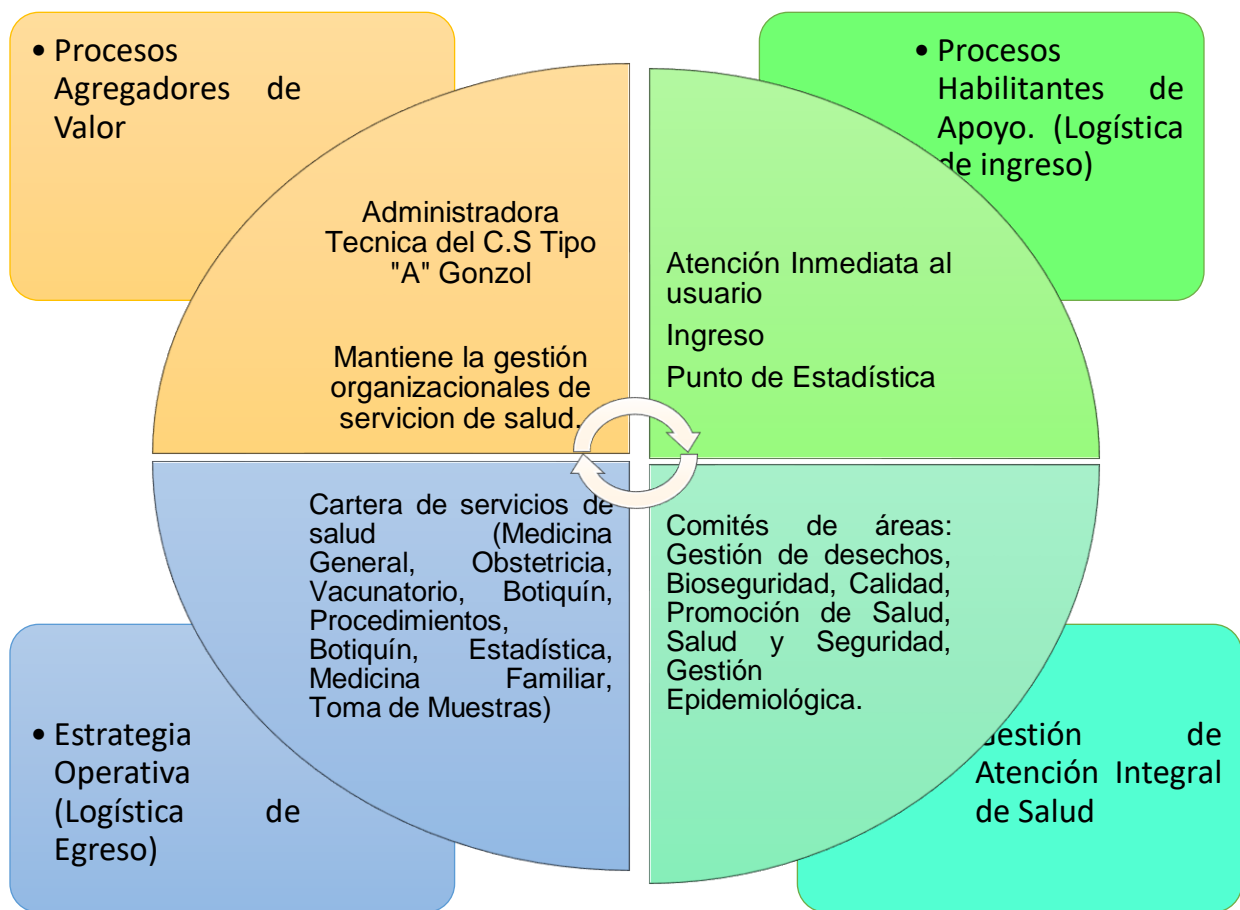 • Procesos
Agregadores de
Valor
• Procesos
Habilitantes de
Apoyo. (Logística
de ingreso)
Administradora
Tecnica del C.S Tipo
"A" Gonzol
Mantiene la gestión
organizacionales de
servicion de salud.
Atención Inmediata al
usuario
Ingreso
Punto de Estadística
Cartera de servicios de
salud (Medicina
General, Obstetricia,
Vacunatorio, Botiquín,
Procedimientos,
Botiquín, Estadística,
Medicina Familiar,
Toma de Muestras)
Comités de áreas:
Gestión de desechos,
Bioseguridad, Calidad,
Promoción de Salud,
Salud y Seguridad,
Gestión
Epidemiológica.
• Estrategia
Operativa
(Logística de
Egreso)
Gestión de
Atención Integral
de Salud